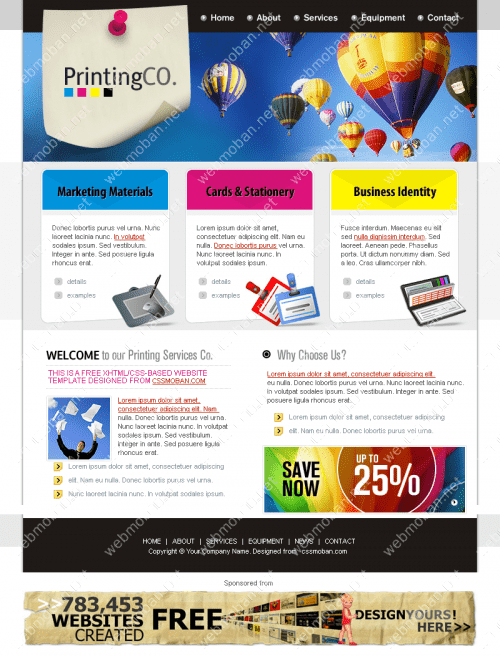 Home About Services Equipment Contact
PrintingCO.
Marketing Materials
Cards & Stationery
Business Identity
Donec lobortis purus vel urna. Nunc
laoreet lacinia nunc. In volutpat
sodales ipsum. Sed vestibulum.
Integer in ante. Sed posuere ligula
rhoncus erat.
details
examples
Lorem ipsum dolor sit amet,
consectetuer adipiscing elit. Nam eu
nulla. Donec lobortis purus vel urna.
Nunc laoreet lacinia nunc. In
volutpat sodales ipsum.
details
examples
Fusce interdum. Maecenas eu elit
sed nulla dignissim interdum. Sed
laoreet. Aenean pede. Phasellus
porta. Ut dictum nonummy diam. Sed
a leo. Cras ullamcorper nibh.
details
examples
WELCOME to our Printing Services Co.
THIS IS A FREE XHTML/CSS-BASED WEBSITE
TEMPLATE DESIGNED FROM CSSMOBAN.COM
Lorem ipsum dolor sit amet,
consectetuer adipiscing elit. Nam
nulla. Donec lobortis purus vel urna.
Nunc laoreet lacinia nunc. In volutpat
sodales ipsum. Sed vestibulum,
integer in ante. Sed posuere ligula
rhoncus erat.
Lorem ipsum dolor sit amet, consectetuer adipiscing
elit. Nam eu nulla. Donec lobortis purus vel urna.
Nunc laoreet lacinia nunc. In volutpat sodales ipsum.
Why Choose Us?
Lorem ipsum dolor sit amet, consectetuer adipiscing elit.
eu nulla. Donec lobortis purus vel urna. Nunc laoreet lacinia nunc.
In volutpat sodales ipsum. Sed vestibulum. Integer in ante. Sed
posuere ligula rhoncus erat.
Lorem ipsum dolor sit amet, consectetuer adipiscing
elit. Nam eu nulla. Donec lobortis purus vel urna.
SAVE NOW
UP TO 25%
HOME | ABOUT | SERVICES | EQUIPMENT | NEWS | CONTACT
Copyright © Your Company Name. Designed from: cssmoban.com
Sponsored from
>>783,453
WEBSITES
CREATED
FREE
DESIGNYOURS!
HERE>>
webmoban.net